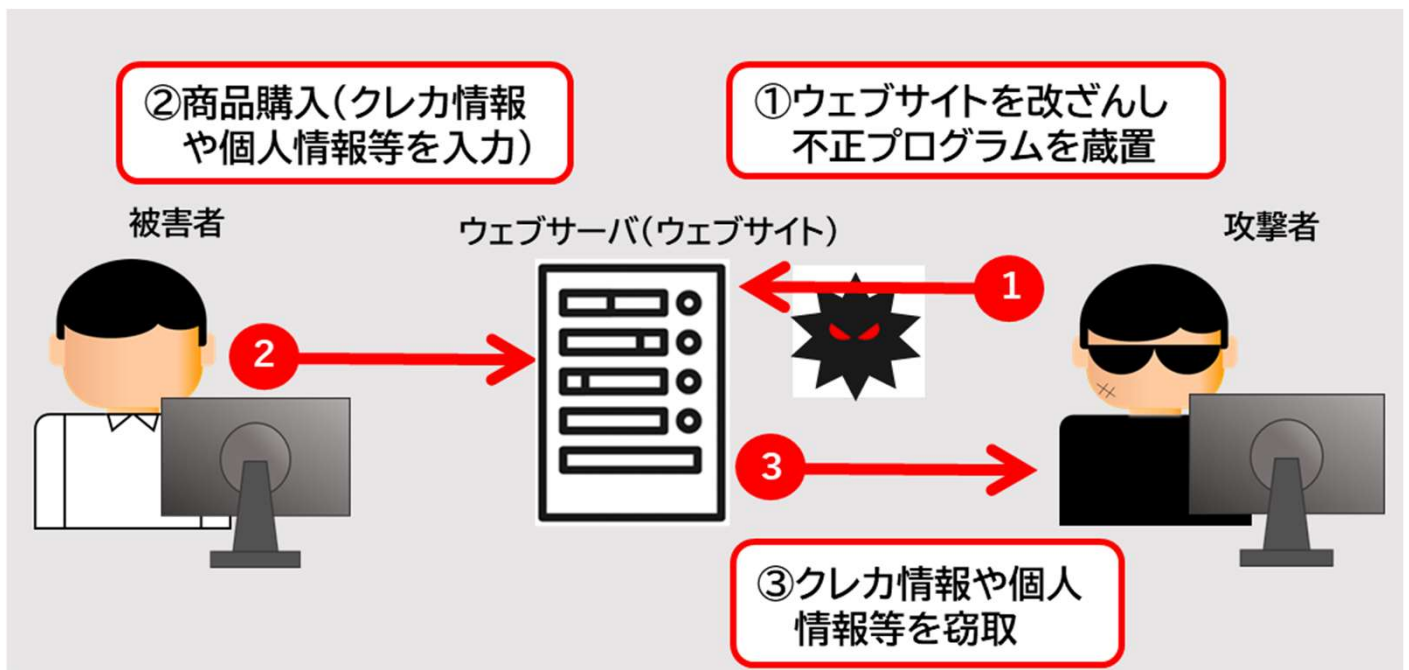 ②商品購入(クレカ情報
や個人情報等を入力)
①ウェブサイトを改ざんし
不正プログラムを蔵置
被害者
ウェブサーバ(ウェブサイト)
攻撃者
1
2
3
③クレカ情報や個人
情報等を窃取